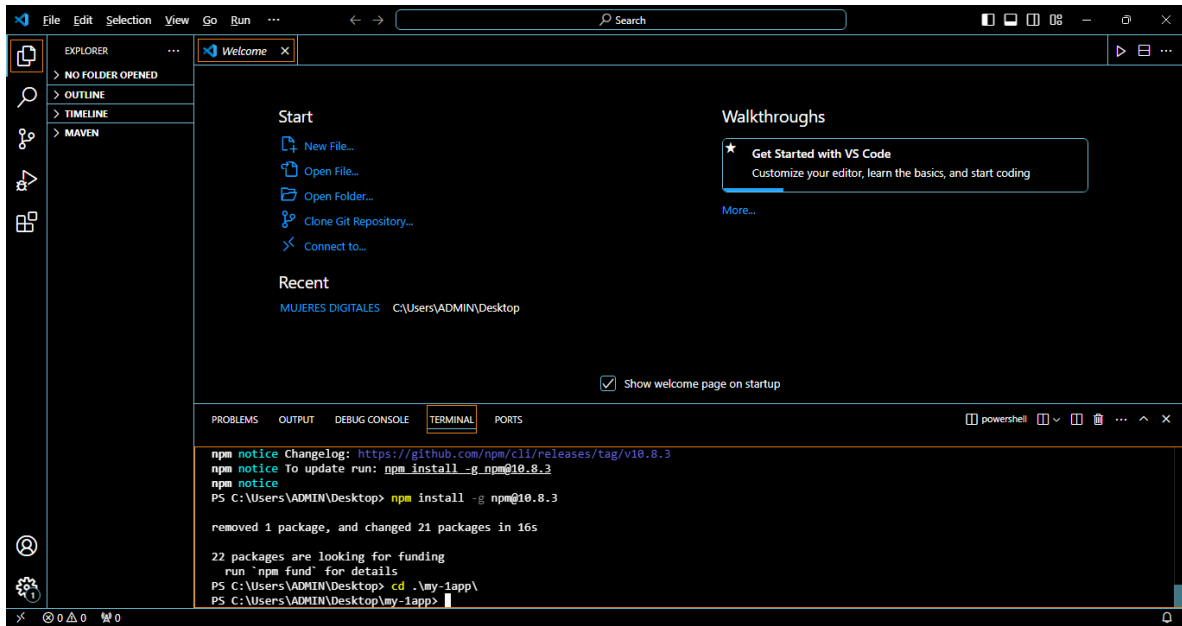 File Edit Selection View Go Run ··· Search
EXPLORER ···
NO FOLDER OPENED
OUTLINE
TIMELINE
MAVEN
Welcome
Start
New File...
Open File...
Open Folder...
Clone Git Repository...
Connect to...
Recent
MUJERES DIGITALES C:\Users\ADMIN\Desktop
Walkthroughs
Get Started with VS Code
Customize your editor, learn the basics, and start coding
More...
Show welcome page on startup
PROBLEMS OUTPUT DEBUG CONSOLE TERMINAL PORTS powershell
npm notice Changelog: https://github.com/npm/cli/releases/tag/v10.8.3
npm notice To update run: npm install -g npm@10.8.3
npm notice
PS C:\Users\ADMIN\Desktop> npm install -g npm@10.8.3
removed 1 package, and changed 21 packages in 16s
22 packages are looking for funding
run `npm fund` for details
PS C:\Users\ADMIN\Desktop> cd .\my-1app\
PS C:\Users\ADMIN\Desktop\my-1app>
1
0 0 0